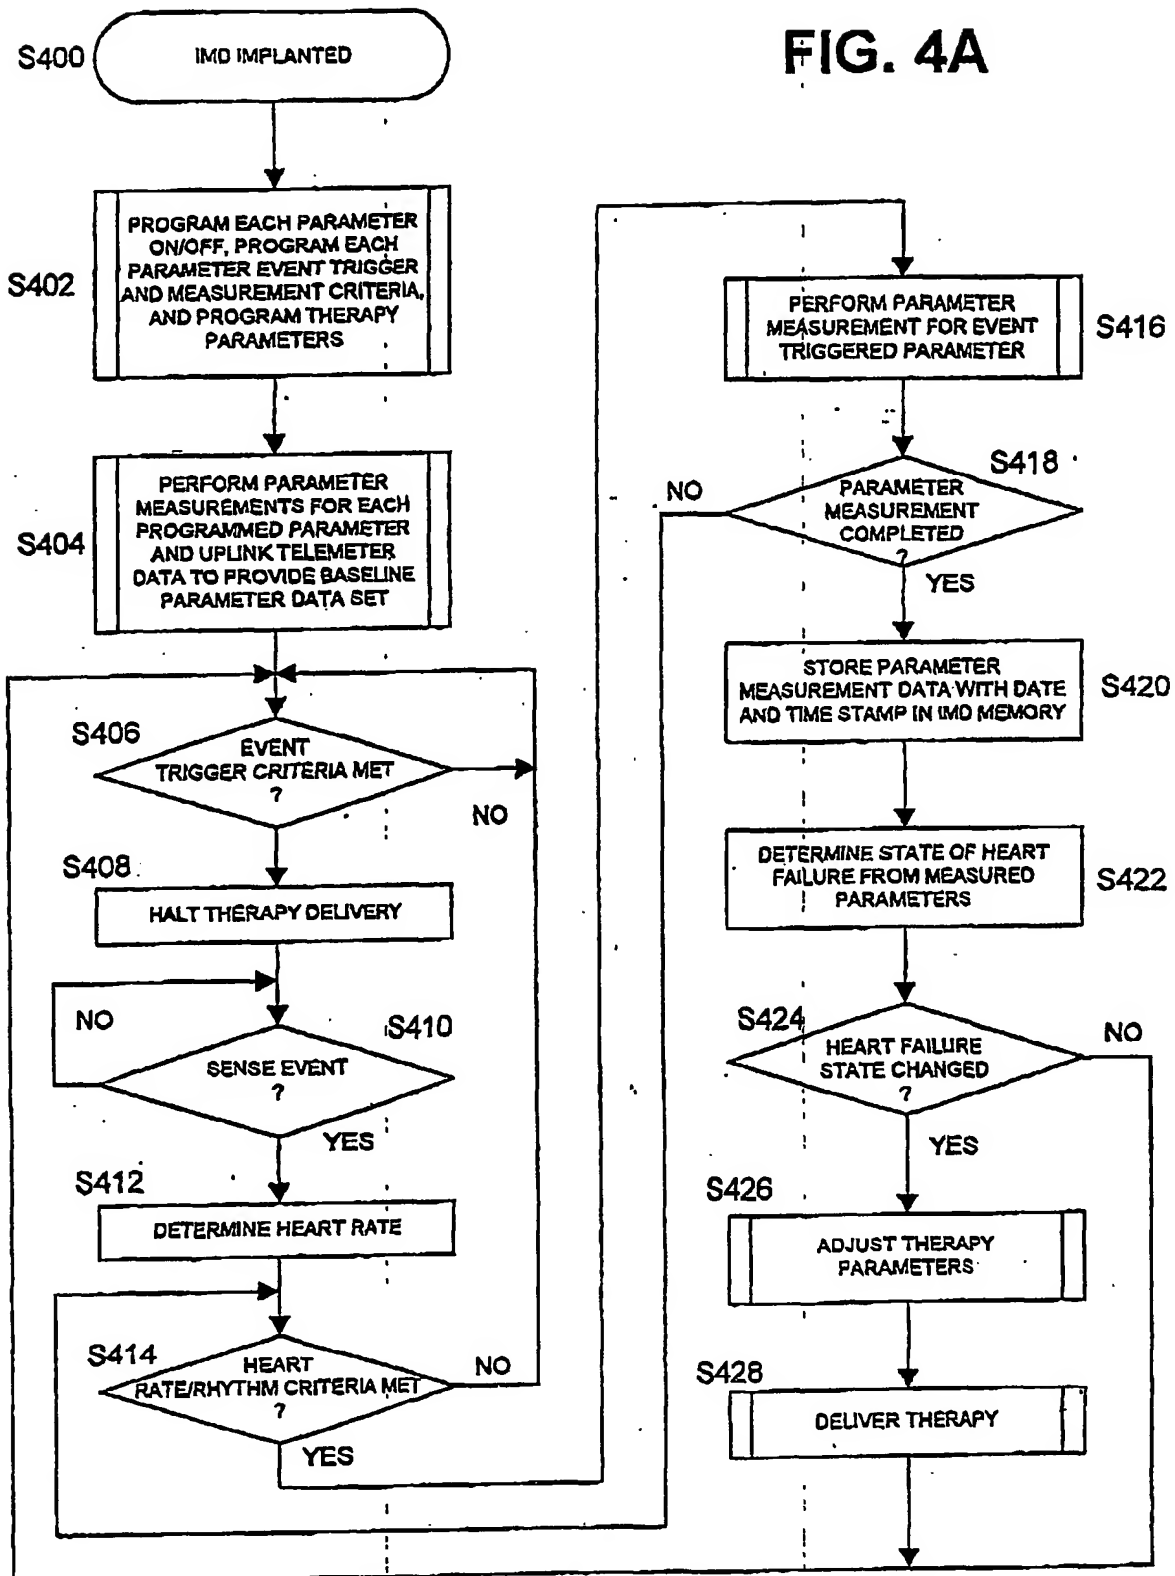 FIG. 4A
S400
IMD IMPLANTED
S402
PROGRAM EACH PARAMETER
ON/OFF, PROGRAM EACH
PARAMETER EVENT TRIGGER
AND MEASUREMENT CRITERIA,
AND PROGRAM THERAPY
PARAMETERS
S404
PERFORM PARAMETER
MEASUREMENTS FOR EACH
PROGRAMMED PARAMETER
AND UPLINK TELEMETER
DATA TO PROVIDE BASELINE
PARAMETER DATA SET
S406
EVENT
TRIGGER CRITERIA MET
?
NO
S408
HALT THERAPY DELIVERY
NO
S410
SENSE EVENT
?
YES
S412
DETERMINE HEART RATE
S414
HEART
RATE/RHYTHM CRITERIA MET
?
NO
YES
PERFORM PARAMETER
MEASUREMENT FOR EVENT
TRIGGERED PARAMETER
S416
S418
NO
PARAMETER
MEASUREMENT
COMPLETED
?
YES
STORE PARAMETER
MEASUREMENT DATA WITH DATE
AND TIME STAMP IN IMD MEMORY
S420
DETERMINE STATE OF HEART
FAILURE FROM MEASURED
PARAMETERS
S422
S424
HEART FAILURE
STATE CHANGED
?
NO
YES
S426
ADJUST THERAPY
PARAMETERS
S428
DELIVER THERAPY